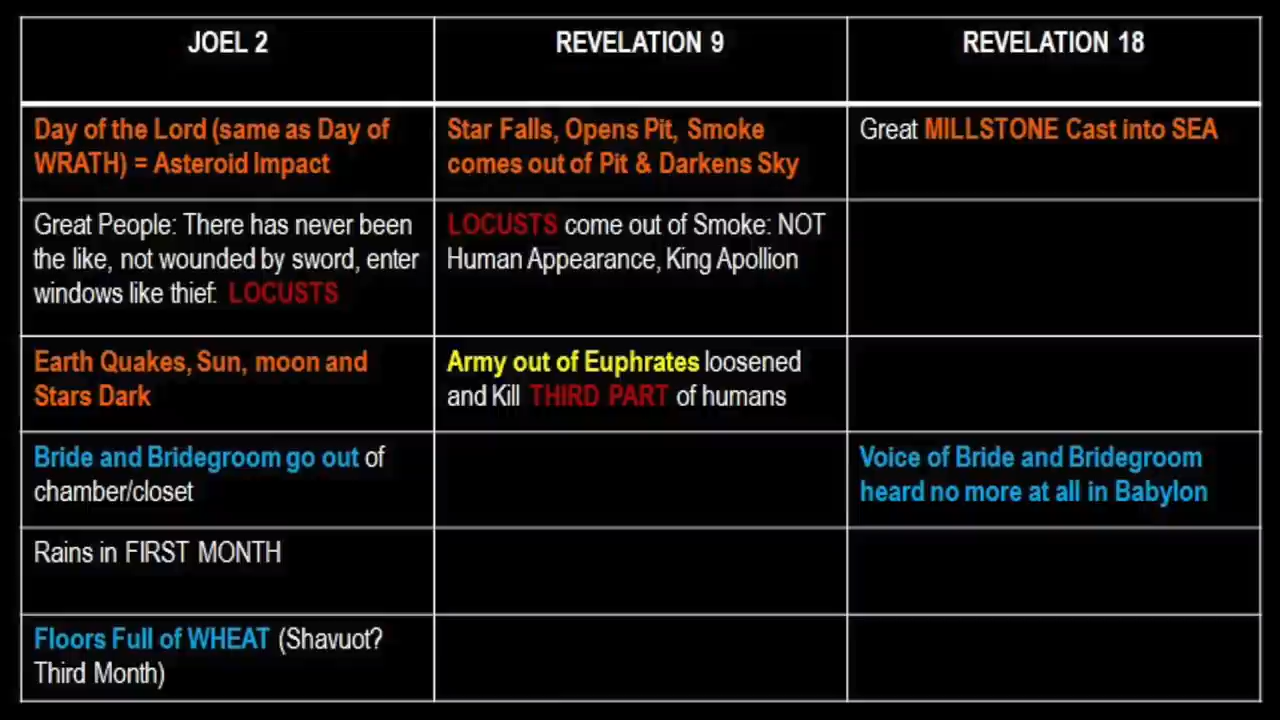 JOEL 2
REVELATION 9
REVELATION 18
Day of the Lord (same as Day of
WRATH) = Asteroid Impact
Star Falls, Opens Pit, Smoke
comes out of Pit & Darkens Sky
Great MILLSTONE Cast into SEA
Great People: There has never been
the like, not wounded by sword, enter
windows like thief: LOCUSTS
LOCUSTS come out of Smoke: NOT
Human Appearance, King Apollion
Earth Quakes, Sun, moon and
Stars Dark
Army out of Euphrates loosened
and Kill THIRD PART of humans
Bride and Bridegroom go out of
chamber/closet
Voice of Bride and Bridegroom
heard no more at all in Babylon
Rains in FIRST MONTH
Floors Full of WHEAT (Shavuot?
Third Month)